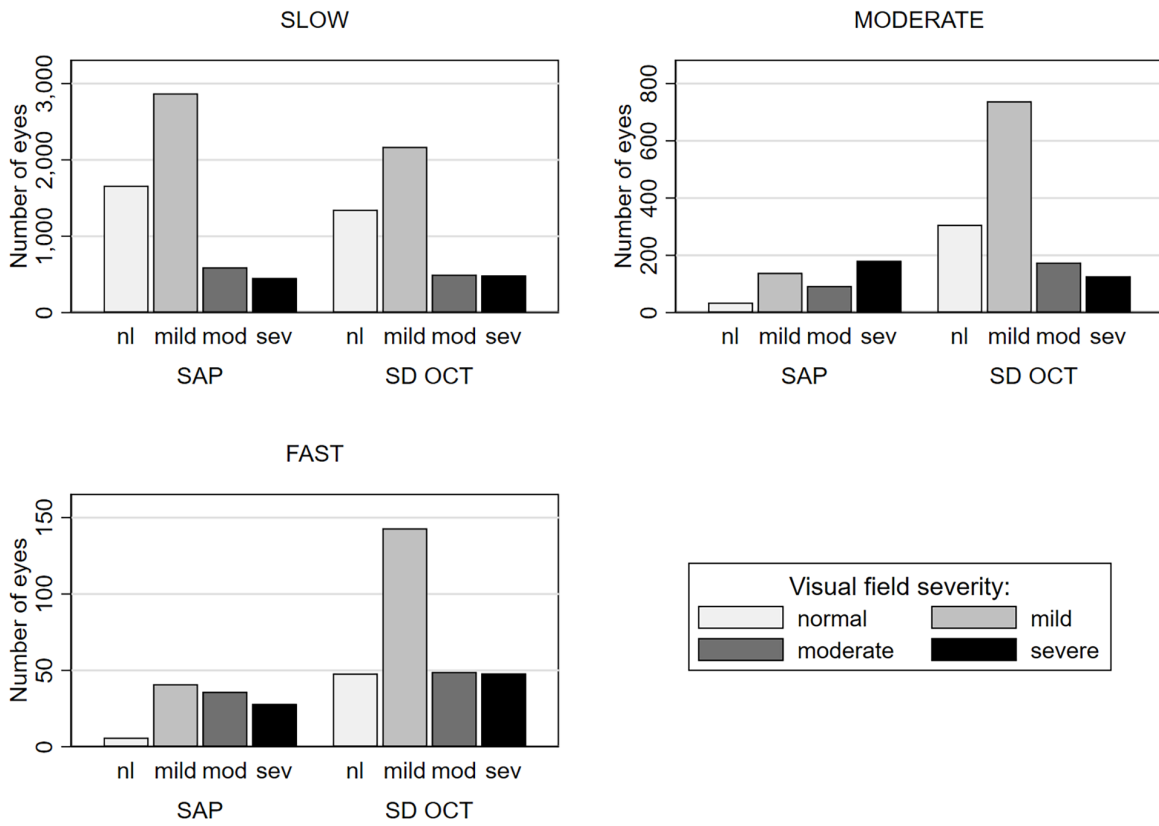 SLOW
Number of eyes
3,000
2,000
1,000
0
nl mild mod sev nl mild mod sev
SAP SD OCT
MODERATE
Number of eyes
800
600
400
200
0
nl mild mod sev nl mild mod sev
SAP SD OCT
FAST
Number of eyes
150
100
50
0
nl mild mod sev nl mild mod sev
SAP SD OCT
Visual field severity:
normal mild
moderate severe